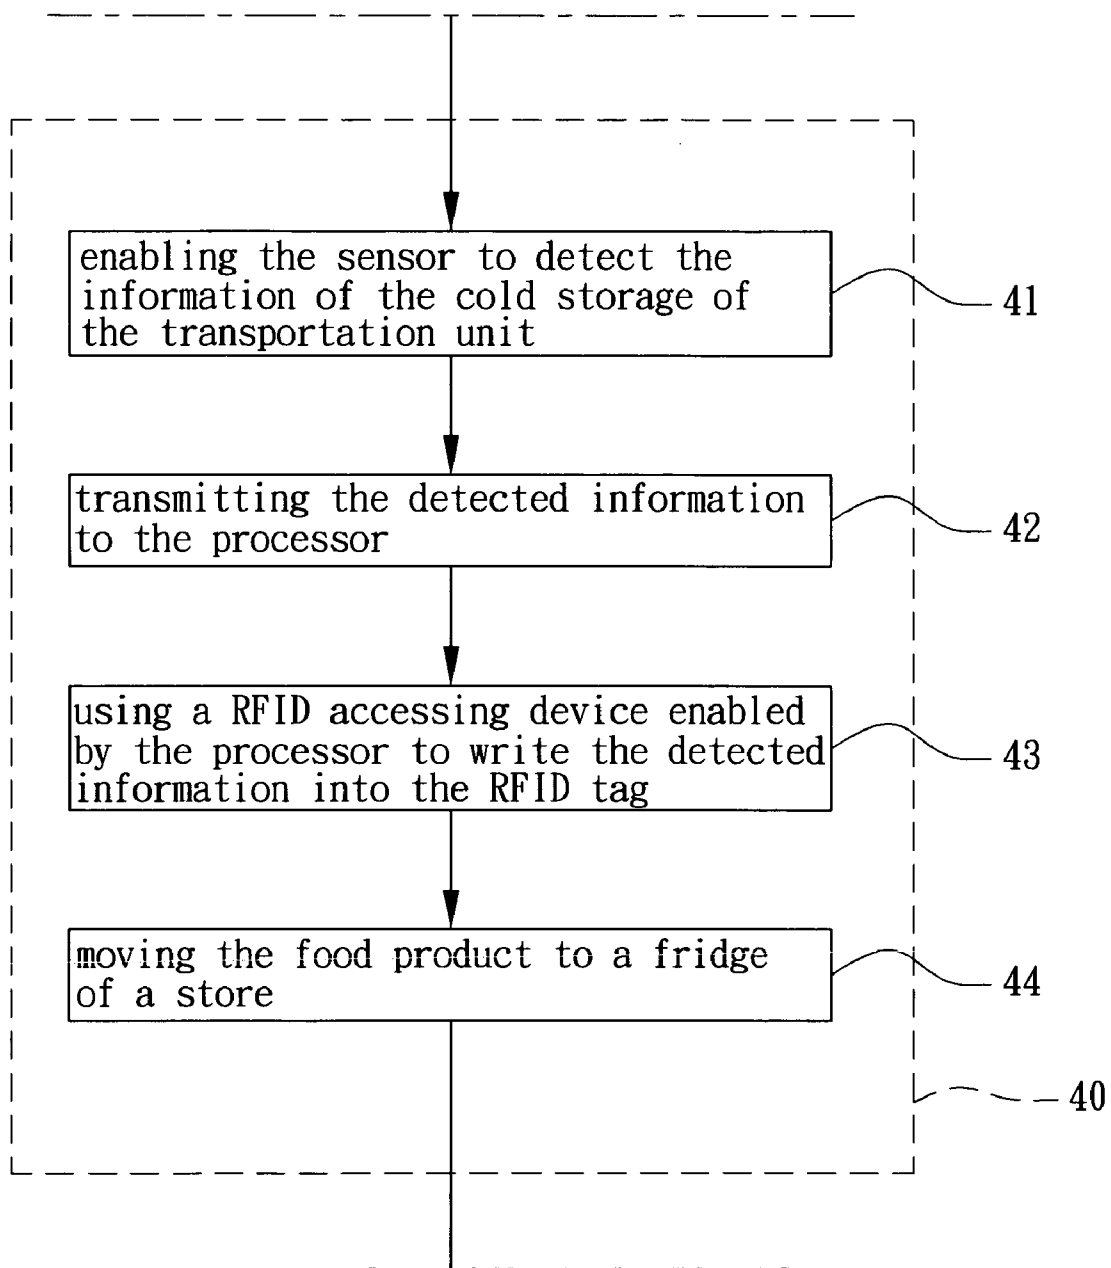 enabling the sensor to detect the
information of the cold storage of
the transportation unit
41
transmitting the detected information
to the processor
42
using a RFID accessing device enabled
by the processor to write the detected
information into the RFID tag
43
moving the food product to a fridge
of a store
44
40